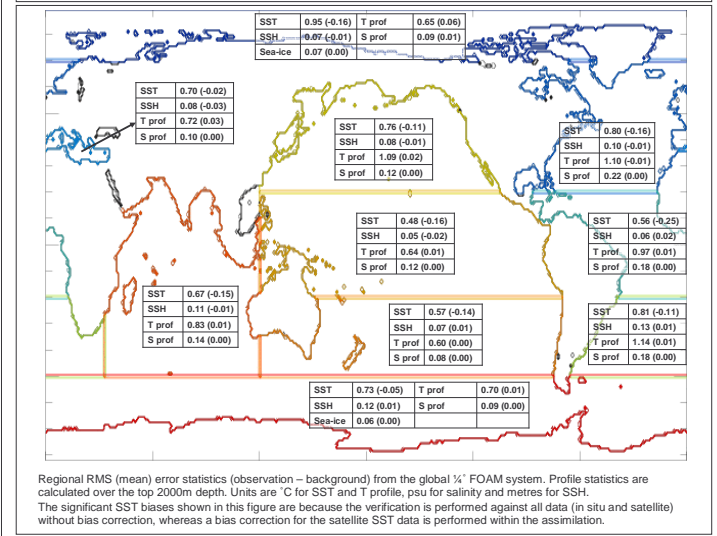 SST 0.95 (-0.16) T prof 0.65 (0.06)
SSH 0.07 (-0.01) S prof 0.09 (0.01)
Sea-ice 0.07 (0.00)
SST 0.70 (-0.02)
SSH 0.08 (-0.03)
T prof 0.72 (0.03)
S prof 0.10 (0.00)
SST 0.76 (-0.11)
SSH 0.08 (-0.01)
T prof 1.09 (0.02)
S prof 0.12 (0.00)
SST 0.80 (-0.16)
SSH 0.10 (-0.01)
T prof 1.10 (-0.01)
S prof 0.22 (0.00)
SST 0.48 (-0.16)
SSH 0.05 (-0.02)
T prof 0.64 (0.01)
S prof 0.12 (0.00)
SST 0.56 (-0.25)
SSH 0.06 (0.02)
T prof 0.97 (0.01)
S prof 0.18 (0.00)
SST 0.67 (-0.15)
SSH 0.11 (-0.01)
T prof 0.83 (0.01)
S prof 0.14 (0.00)
SST 0.57 (-0.14)
SSH 0.07 (0.01)
T prof 0.60 (0.00)
S prof 0.08 (0.00)
SST 0.81 (-0.11)
SSH 0.13 (0.01)
T prof 1.14 (0.01)
S prof 0.18 (0.00)
SST 0.73 (-0.05) T prof 0.70 (0.01)
SSH 0.12 (0.01) S prof 0.09 (0.00)
Sea-ice 0.06 (0.00)
Regional RMS (mean) error statistics (observation – background) from the global ¼˚ FOAM system. Profile statistics are
calculated over the top 2000m depth. Units are ˚C for SST and T profile, psu for salinity and metres for SSH.
The significant SST biases shown in this figure are because the verification is performed against all data (in situ and satellite)
without bias correction, whereas a bias correction for the satellite SST data is performed within the assimilation.